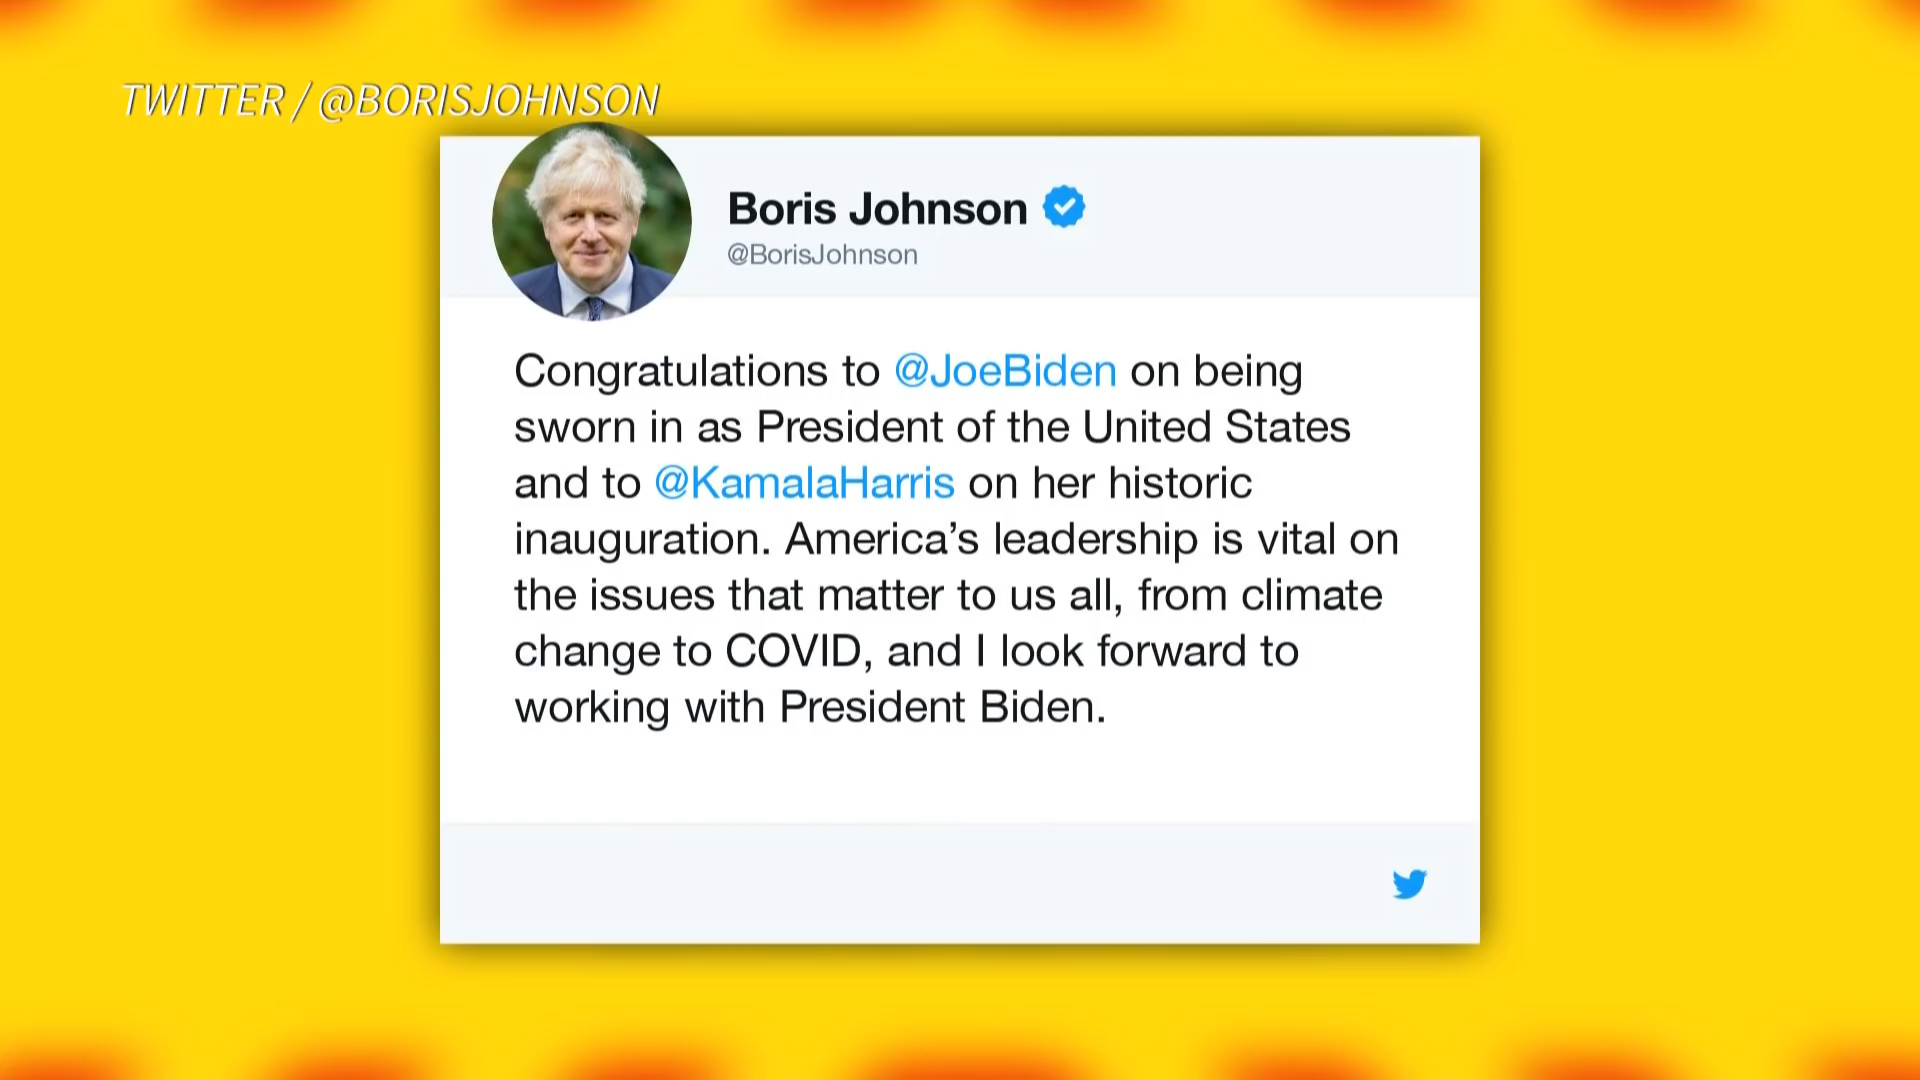 TWITTER / @BORISJOHNSON
Boris Johnson
@BorisJohnson
Congratulations to @JoeBiden on being
sworn in as President of the United States
and to @KamalaHarris on her historic
inauguration. America’s leadership is vital on
the issues that matter to us all, from climate
change to COVID, and I look forward to
working with President Biden.